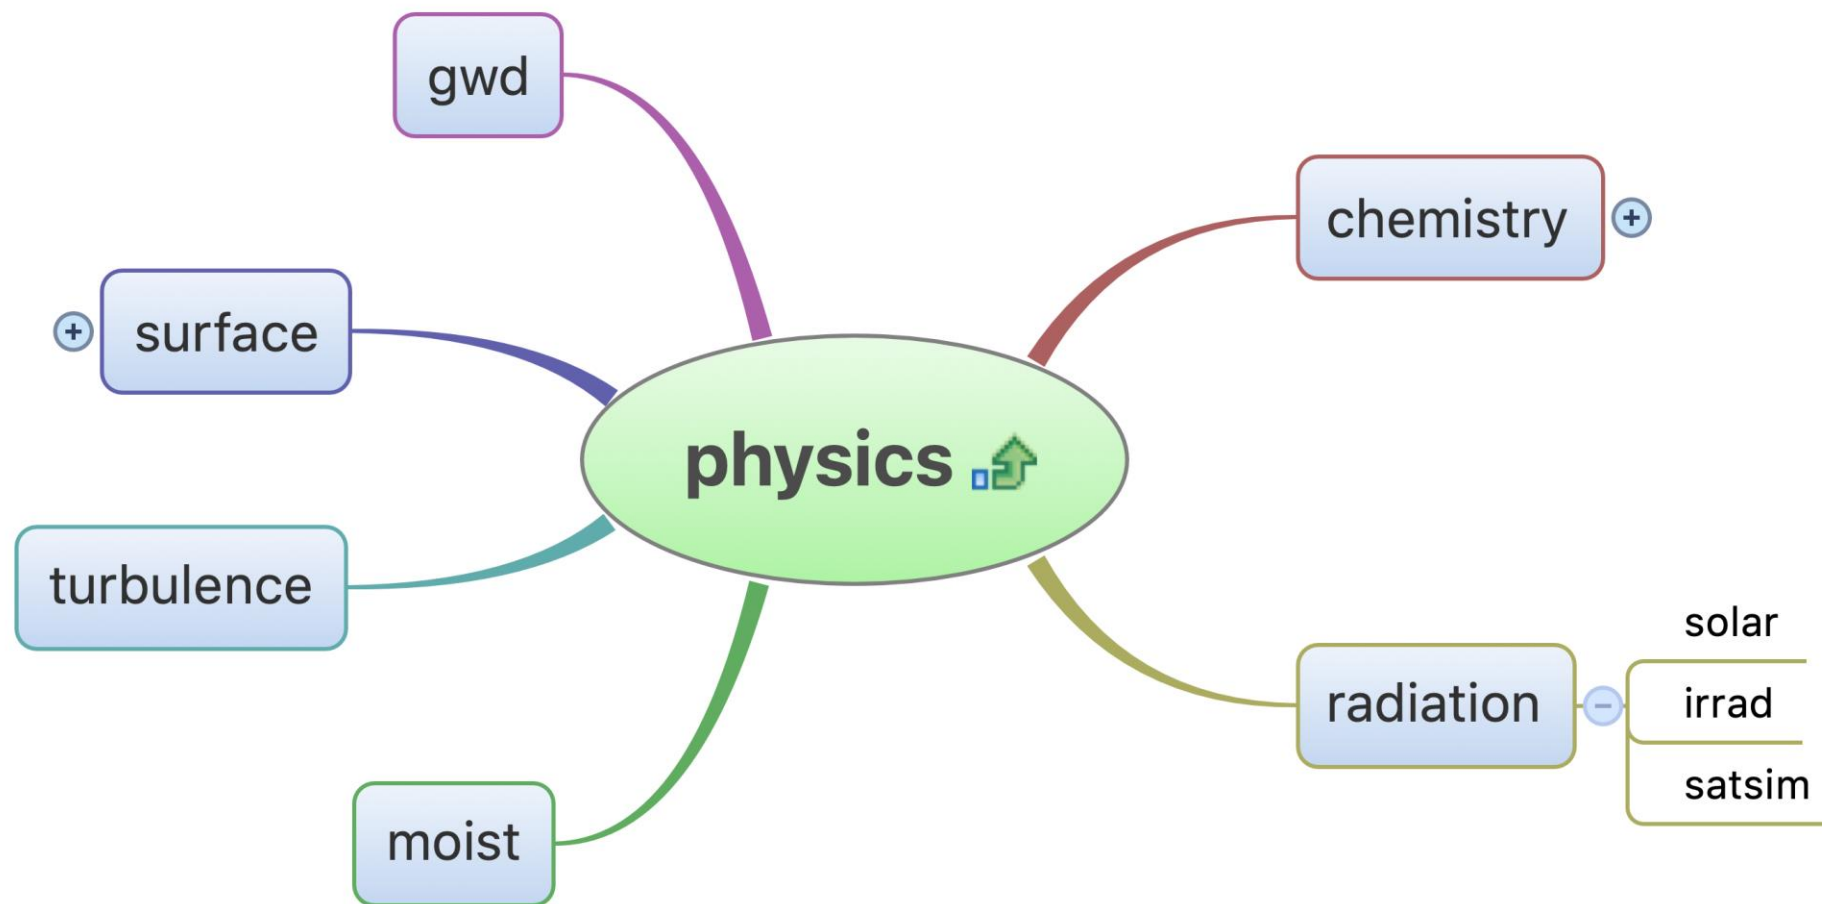 gwd
chemistry
surface
physics
turbulence
solar
radiation
irrad
satsim
moist